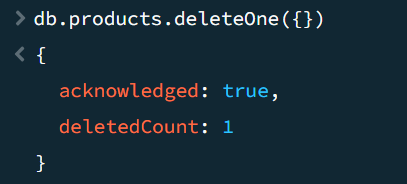 > db.products.deleteOne({})
< {
acknowledged: true,
deletedCount: 1
}